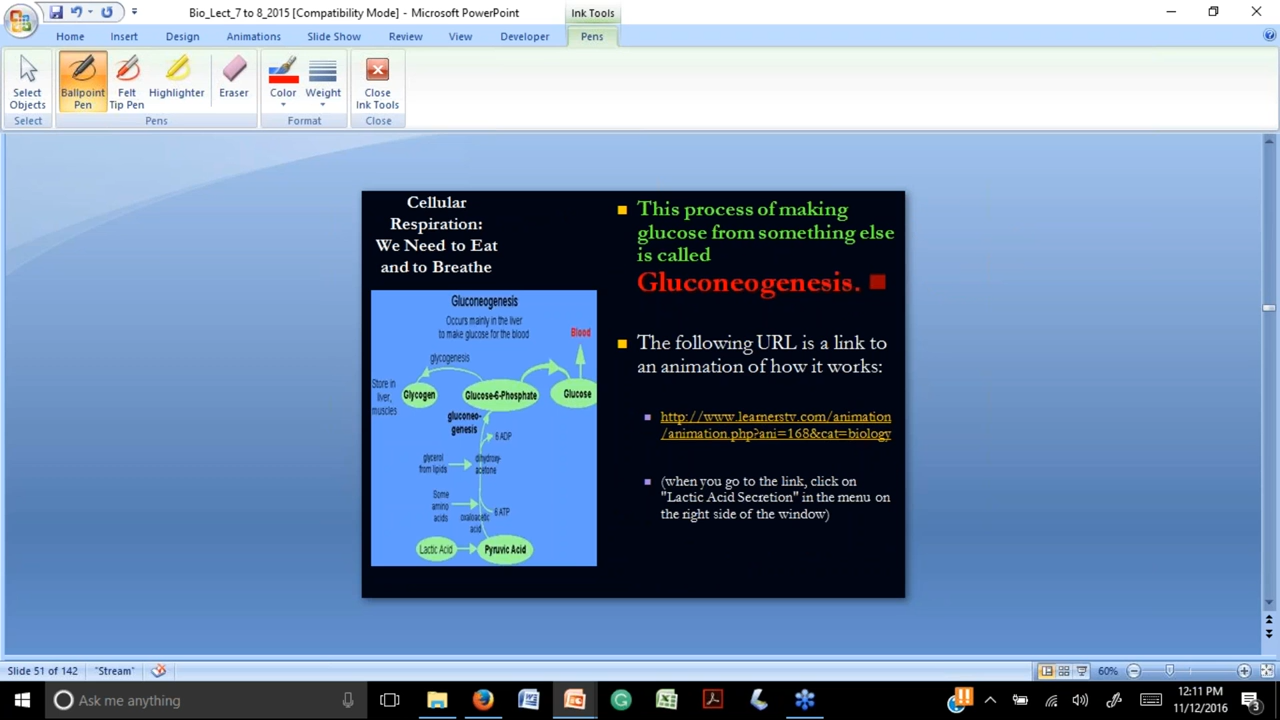 Bio_Lect_7 to 8_2015 [Compatibility Mode] - Microsoft PowerPoint
Ink Tools
Home
Insert
Design
Animations
Slide Show
Review
View
Developer
Pens
Select
Objects
Ballpoint
Pen
Felt
Tip Pen
Highlighter
Eraser
Color
Weight
Close
Ink Tools
Select
Pens
Format
Close
Cellular
Respiration:
We Need to Eat
and to Breathe
Gluconeogenesis
Occurs mainly in the liver
to make glucose for the blood
Blood
glycogenesis
Store in
liver,
muscles
Glycogen
Glucose-6-Phosphate
Glucose
gluconeo-
genesis
6 ADP
glycerol
from lipids
dihydroxy-
acetone
Some
amino
acids
6 ATP
oxaloacetic
acid
Lactic Acid
Pyruvic Acid
This process of making
glucose from something else
is called
Gluconeogenesis.
The following URL is a link to
an animation of how it works:
http://www.learnerstv.com/animation
/animation.php?ani=168&cat=biology
(when you go to the link, click on
"Lactic Acid Secretion" in the menu on
the right side of the window)
Slide 51 of 142
"Stream"
60%
Ask me anything
12:11 PM
11/12/2016
3